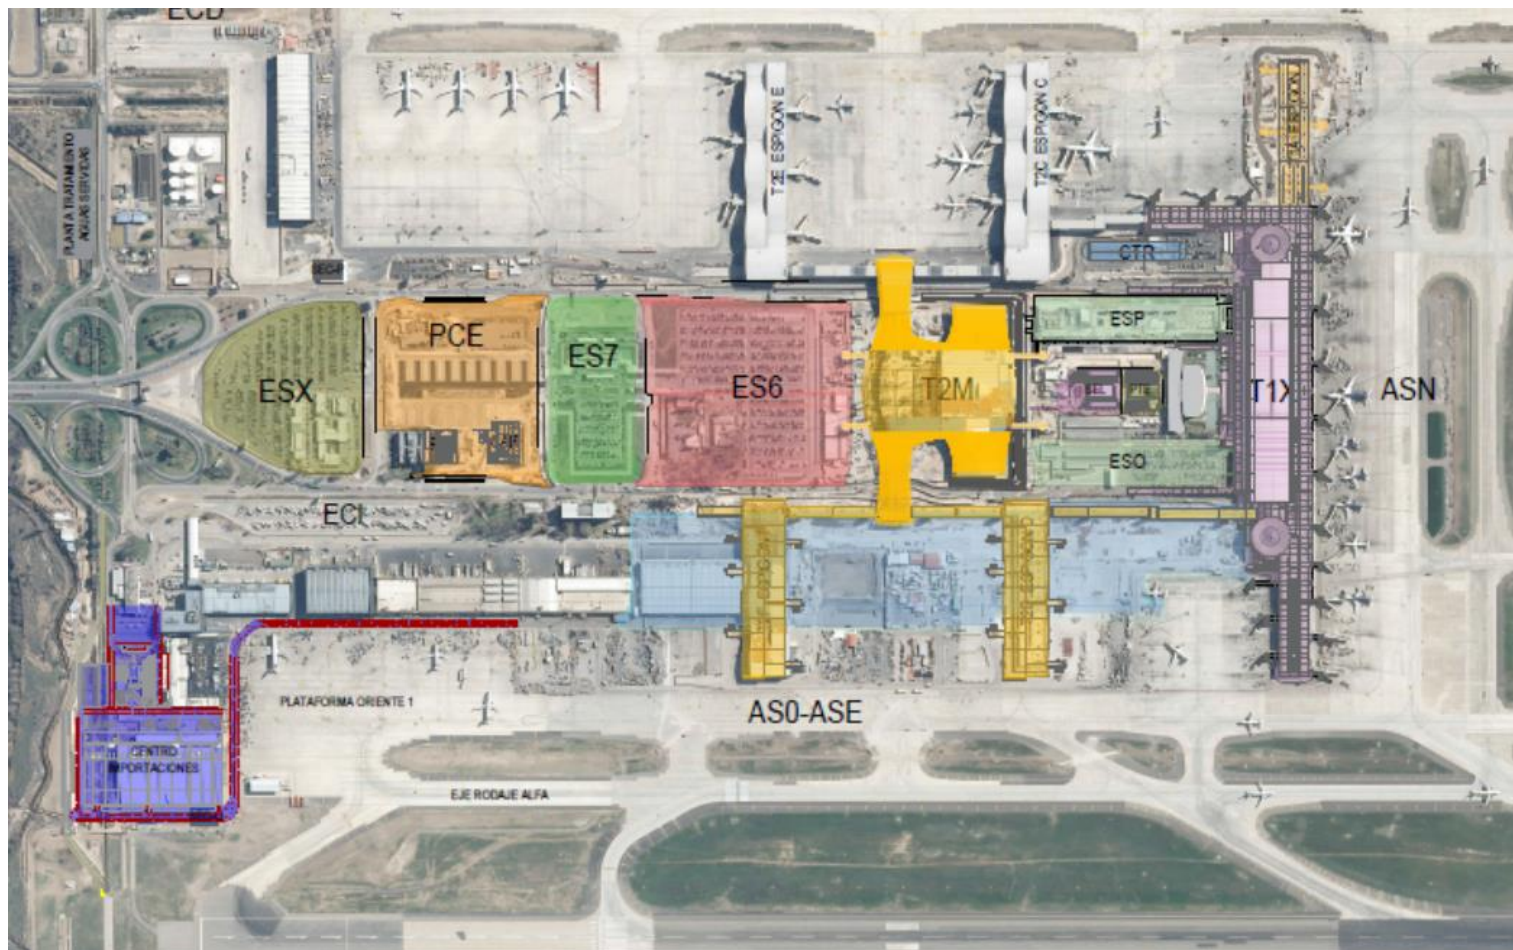 ECD
PLANTA TRATAMIENTO
AGUAS SERVIDAS
T2E ESPIGON E
T2C ESPIGON C
CTR
PCE
ES7
ESX
ES6
T2M
ESP
T1X
ASN
ESO
ECI
PLATAFORMA ORIENTE 1
AS0-ASE
CENTRO
IMPORTACIONES
EJE RODAJE ALFA